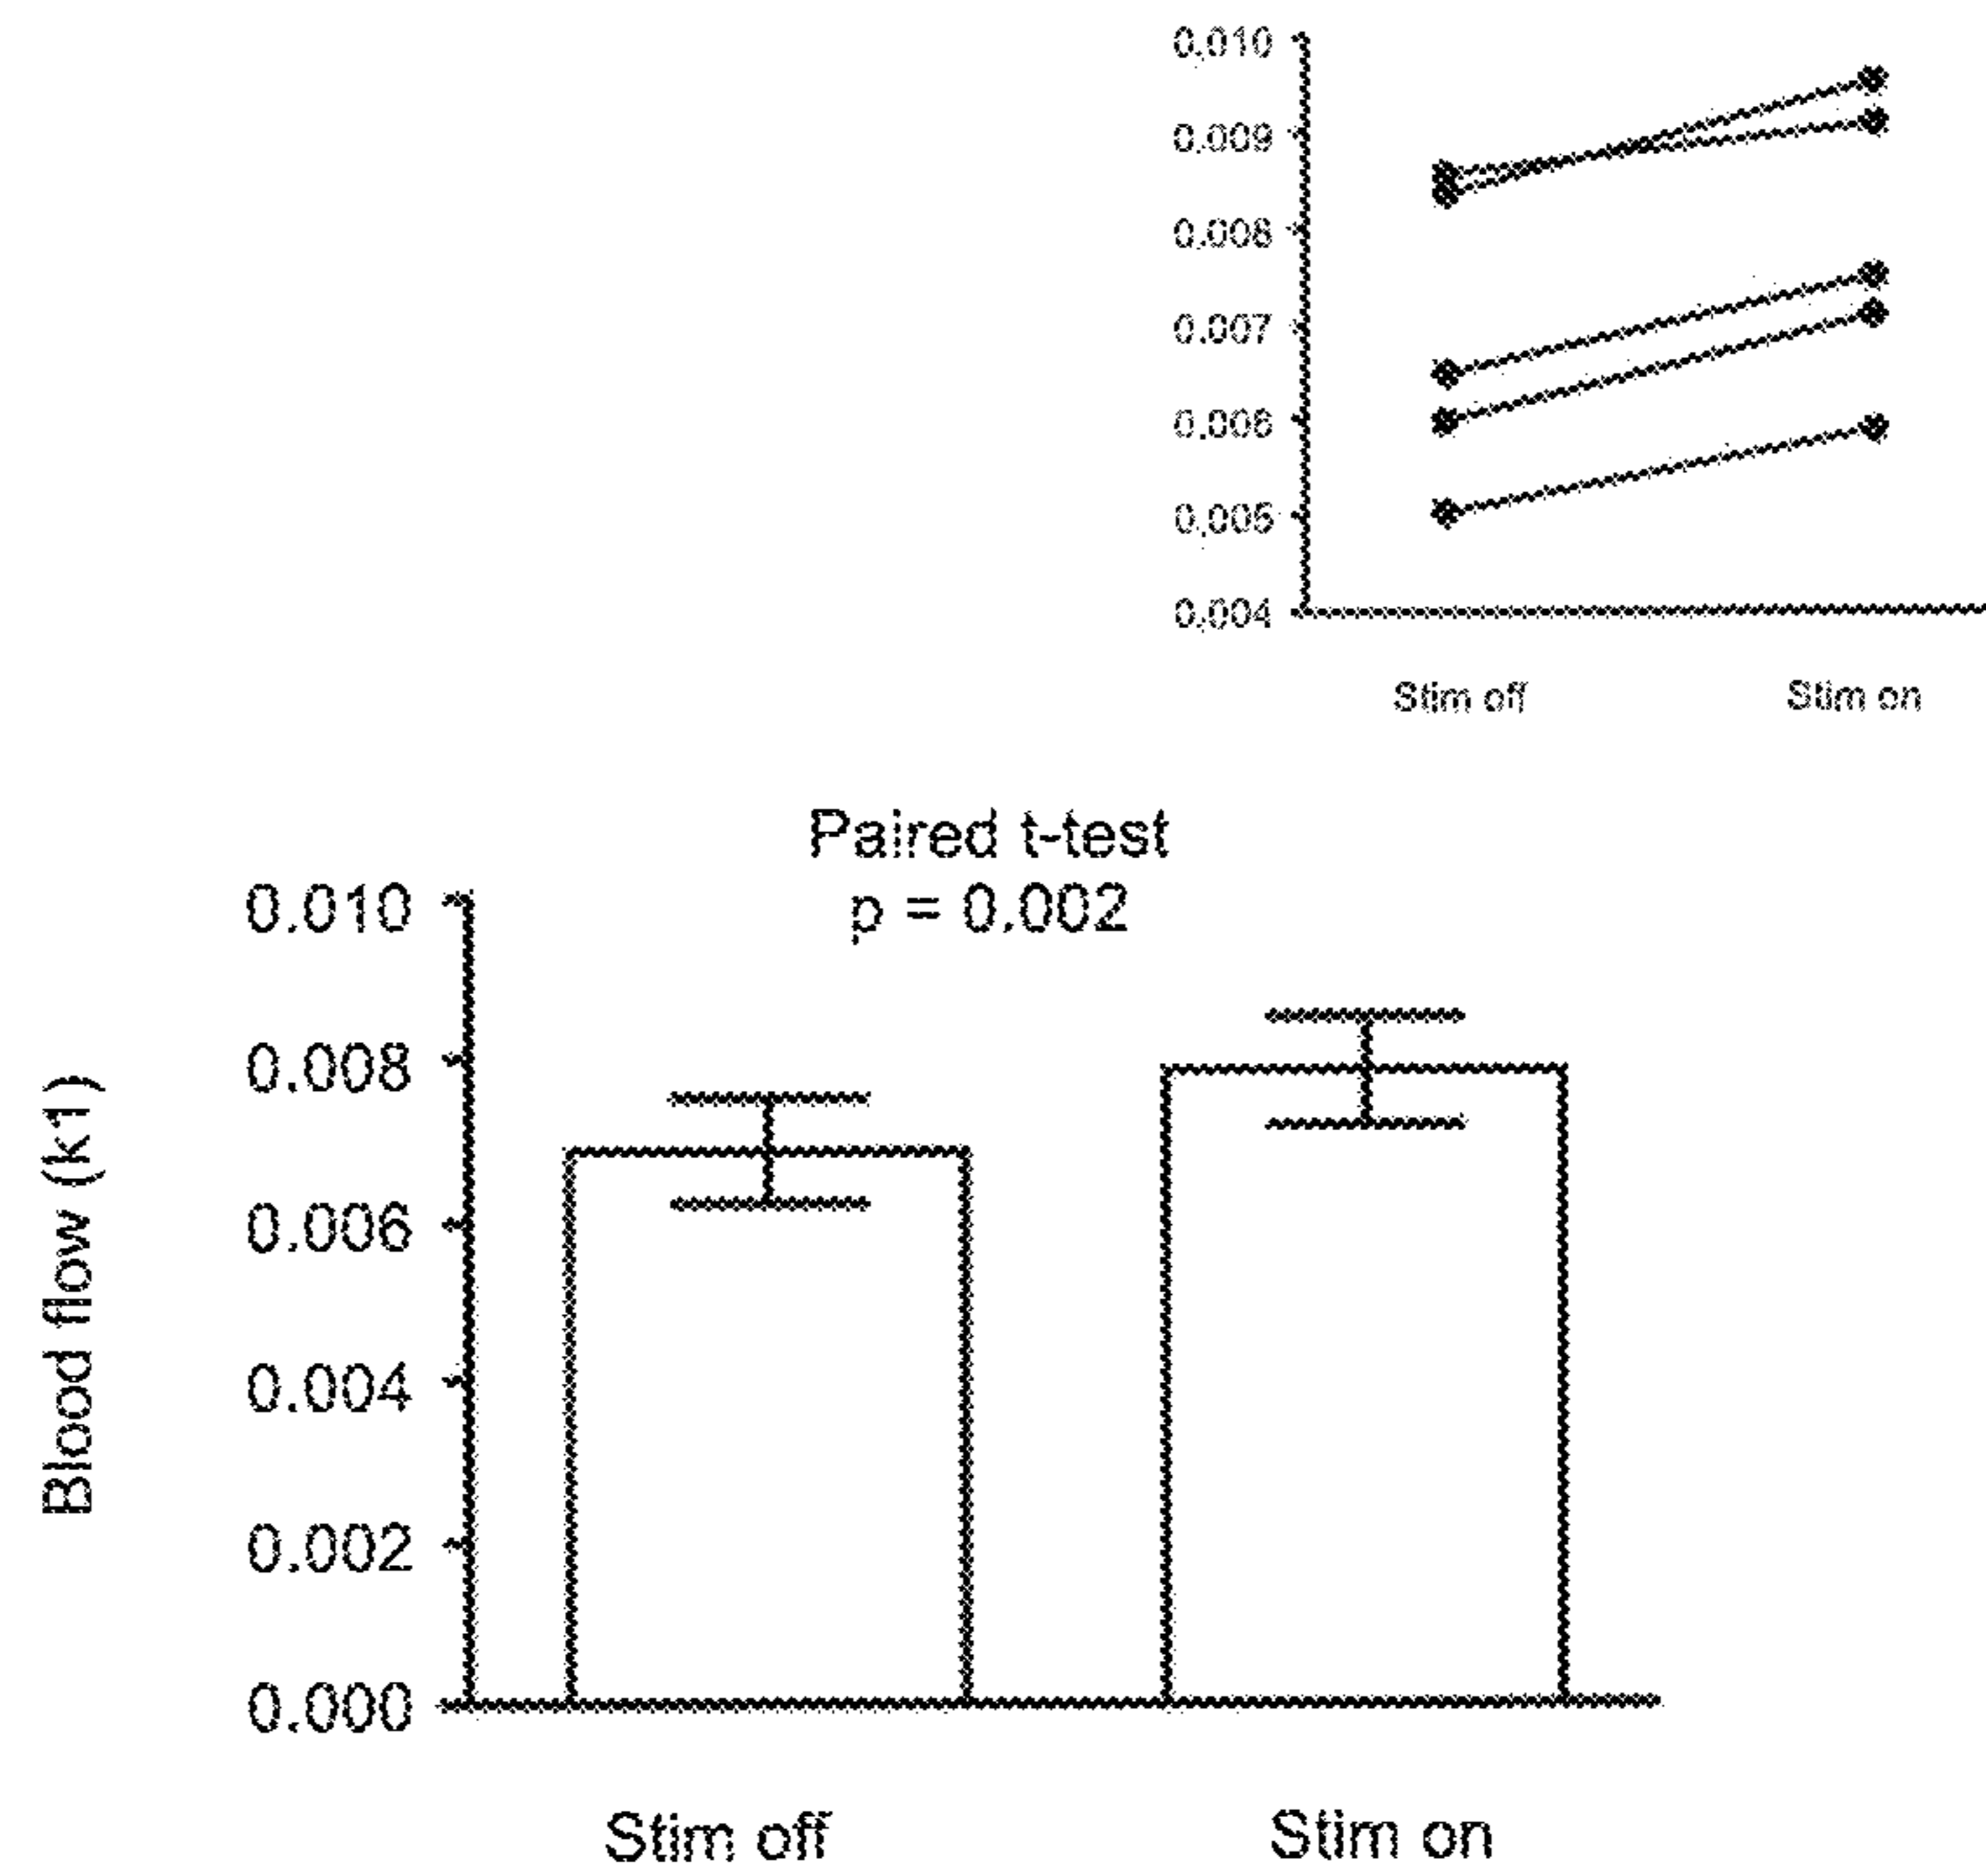 0.010
0.009
0.008
0.007
0.006
0.005
0.004
Stim off
Stim on
Paired t-test
p = 0.002
0.010
0.008
0.006
0.004
0.002
0.000
Blood flow (k1)
Stim off
Stim on